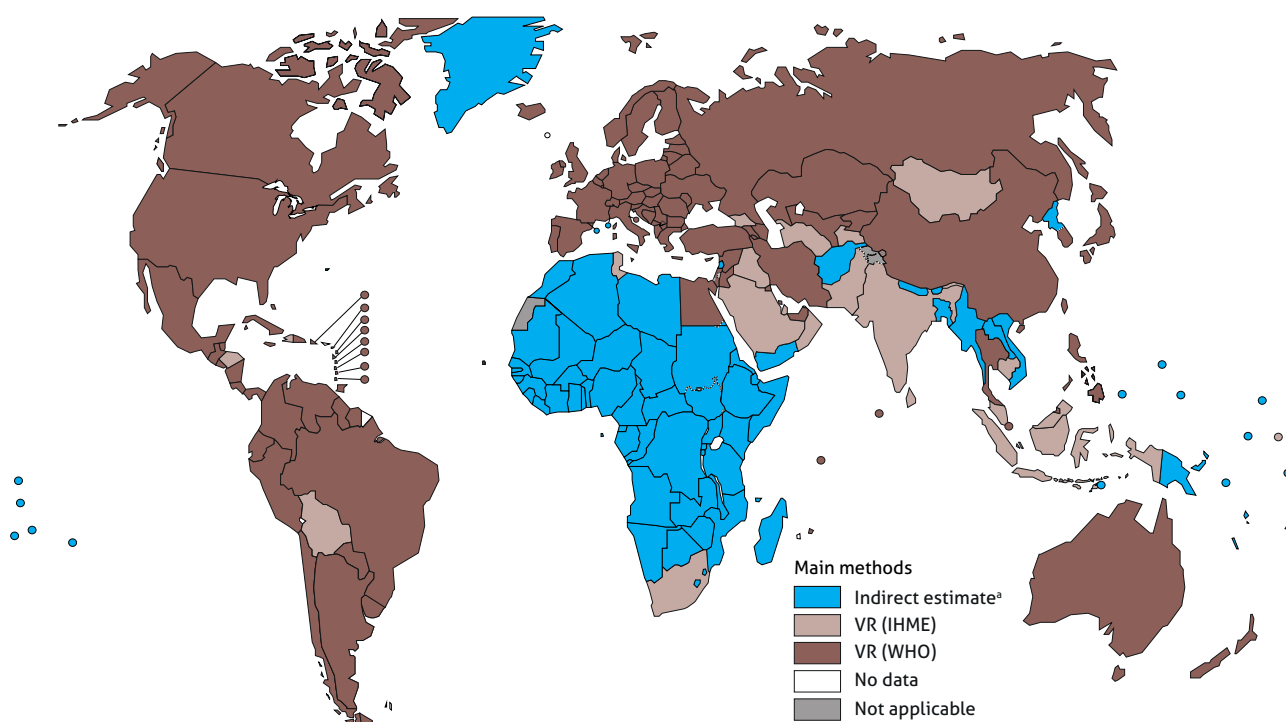 Main methods
Indirect estimateᵃ
VR (IHME)
VR (WHO)
No data
Not applicable